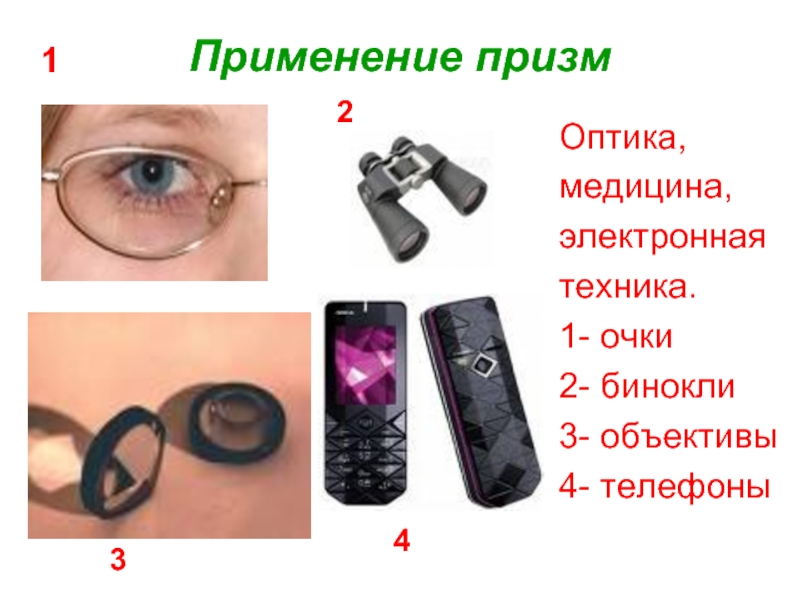 1
Применение призм
2
Оптика,
медицина,
электронная
техника.
1- очки
2- бинокли
3- объективы
4- телефоны
3
4